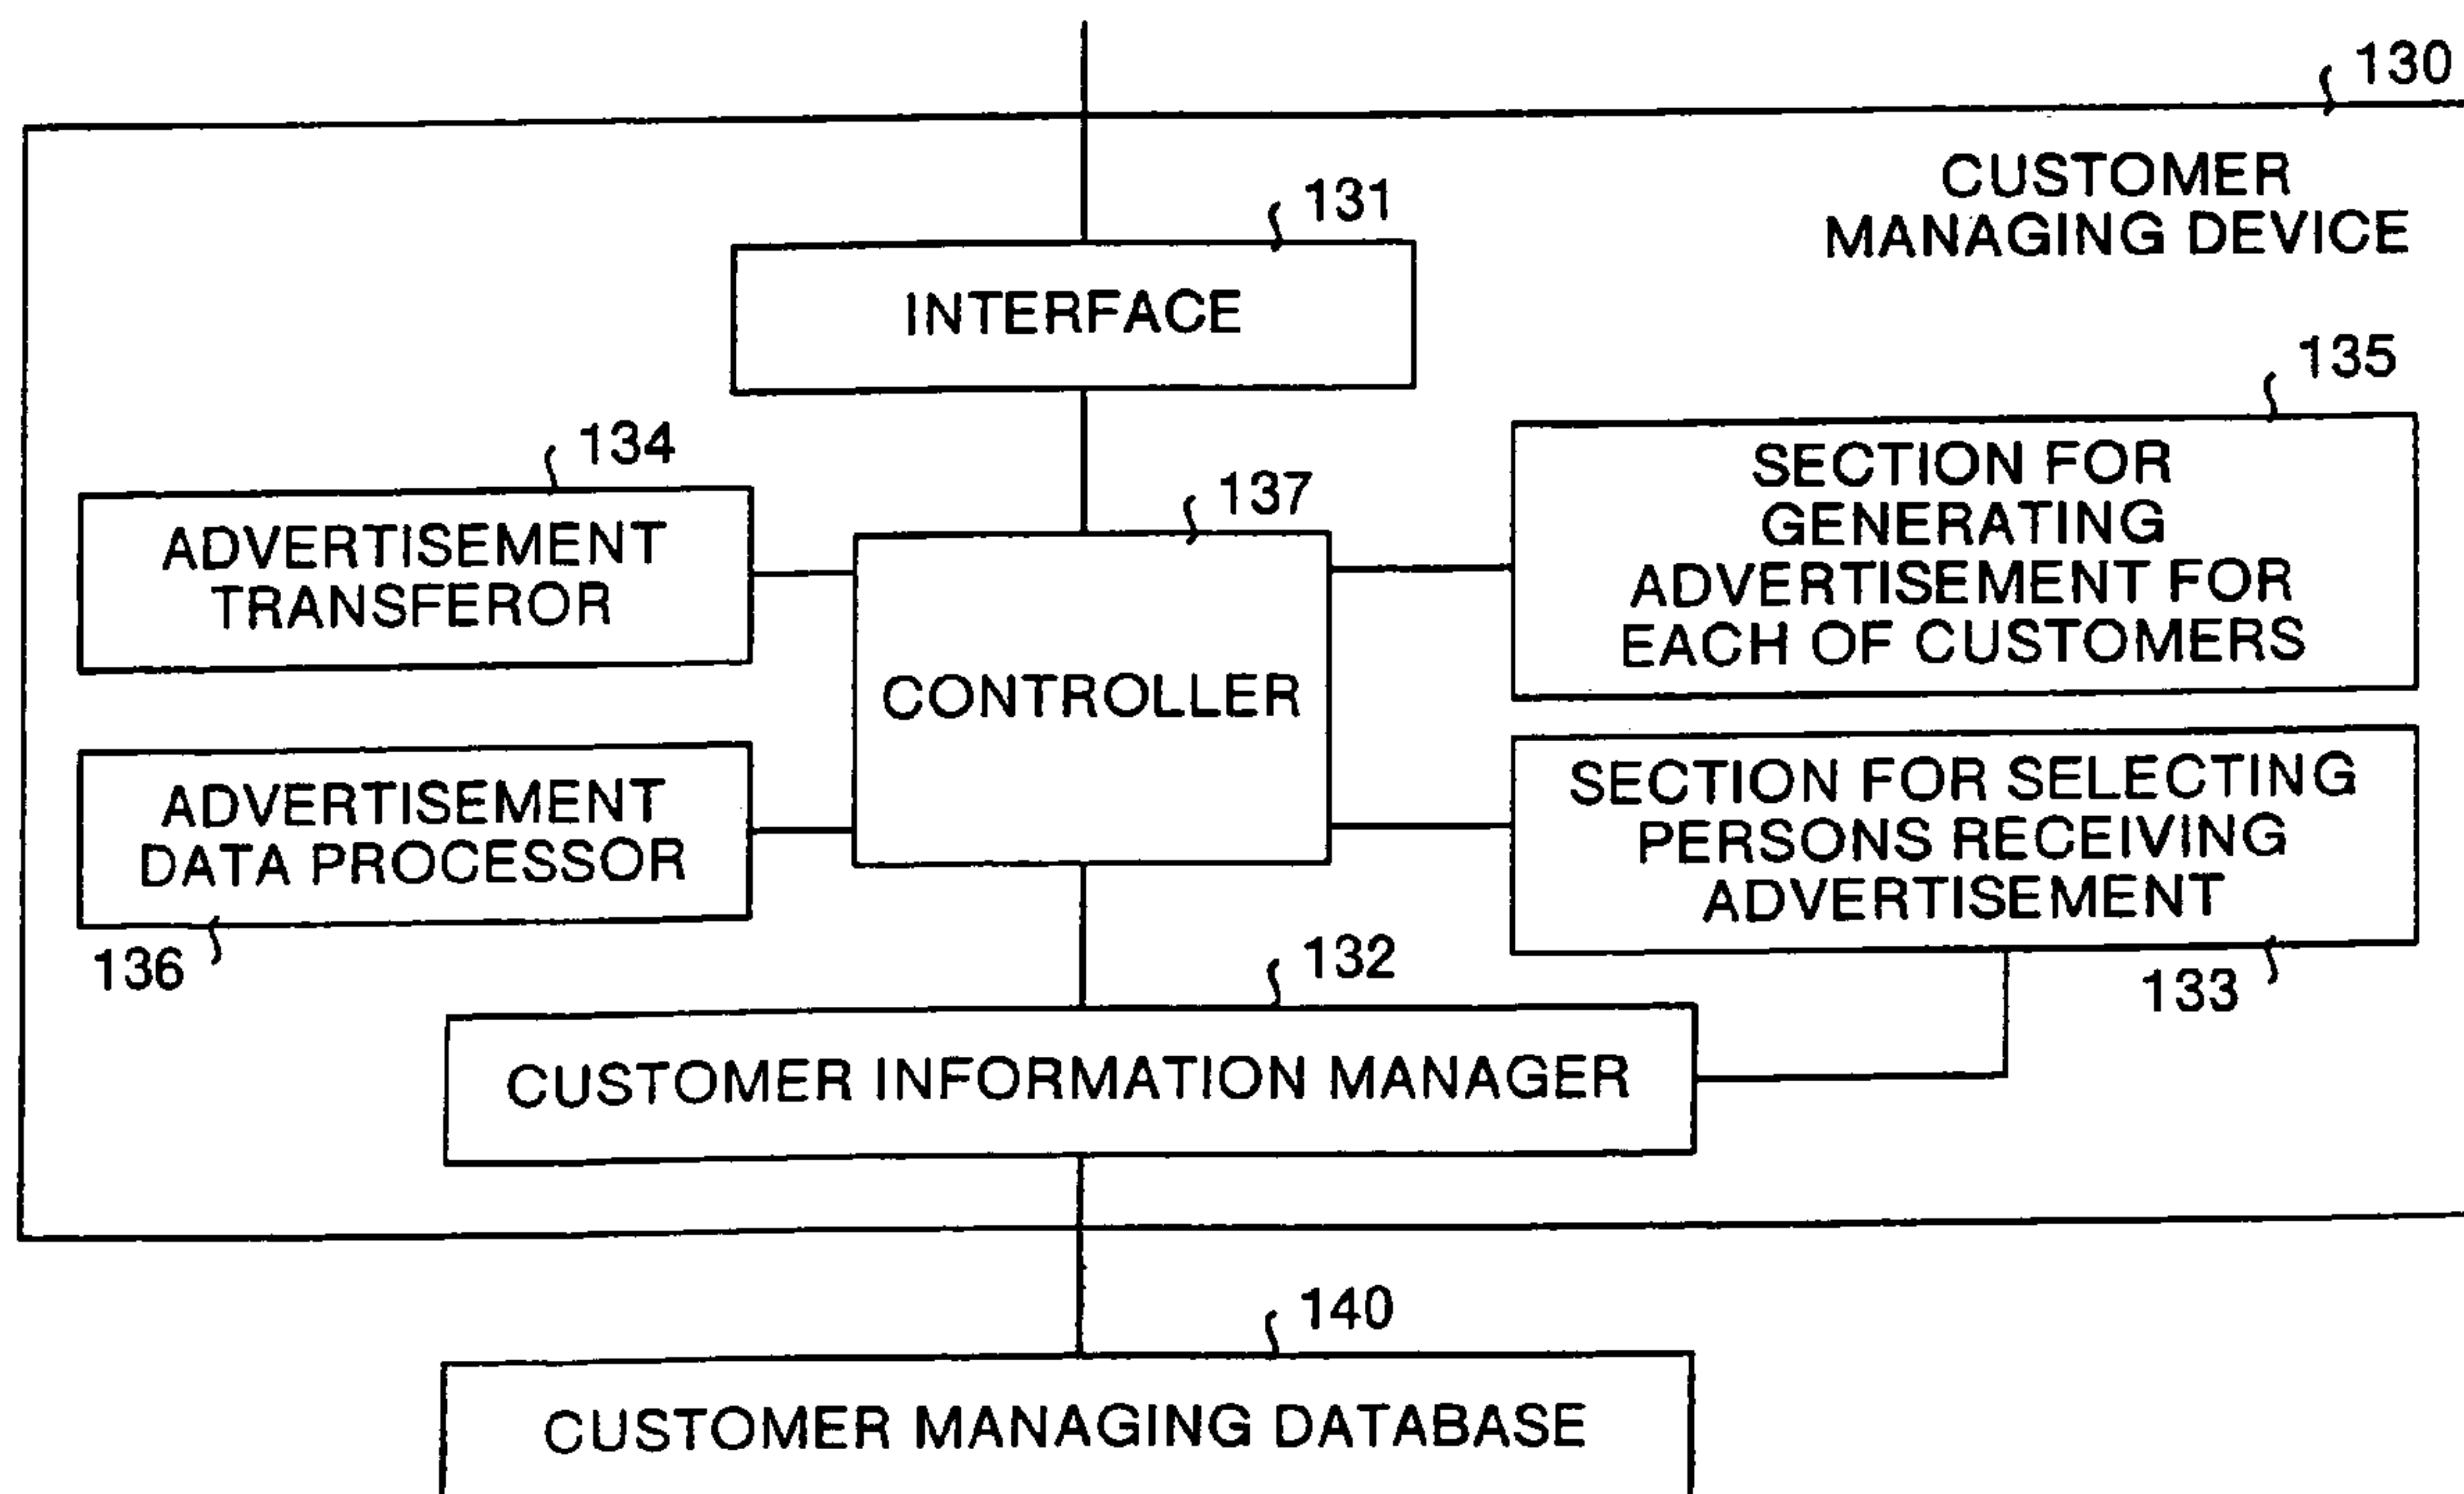 130
CUSTOMER
MANAGING DEVICE
131
INTERFACE
135
SECTION FOR
GENERATING
ADVERTISEMENT FOR
EACH OF CUSTOMERS
134
ADVERTISEMENT
TRANSFEROR
137
CONTROLLER
ADVERTISEMENT
DATA PROCESSOR
136
SECTION FOR SELECTING
PERSONS RECEIVING
ADVERTISEMENT
133
132
CUSTOMER INFORMATION MANAGER
140
CUSTOMER MANAGING DATABASE